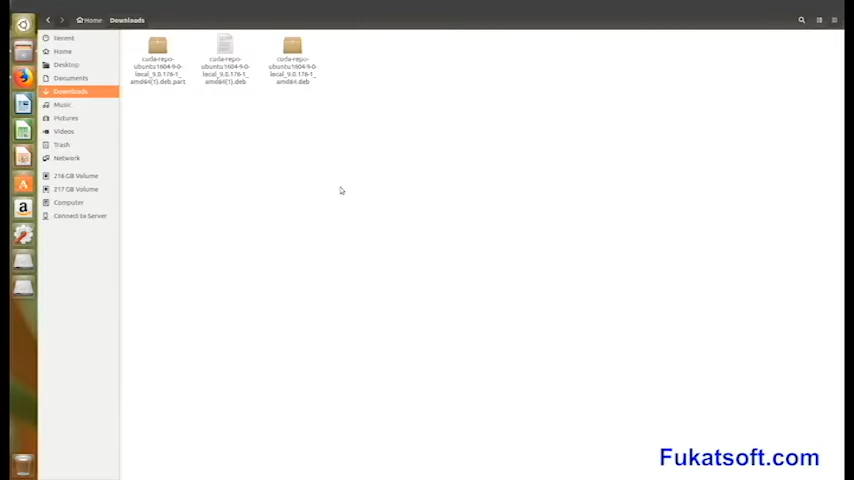 Home Downloads
Recent
Home
Desktop
Documents
Downloads
Music
Pictures
Videos
Trash
Network
216 GB Volume
217 GB Volume
Computer
Connect to Server
cuda-repo-
ubuntu1604-9-0-
local_9.0.176-1_
amd64(1).deb.part
cuda-repo-
ubuntu1604-9-0-
local_9.0.176-1_
amd64(1).deb
cuda-repo-
ubuntu1604-9-0-
local_9.0.176-1_
amd64.deb
Fukatsoft.com